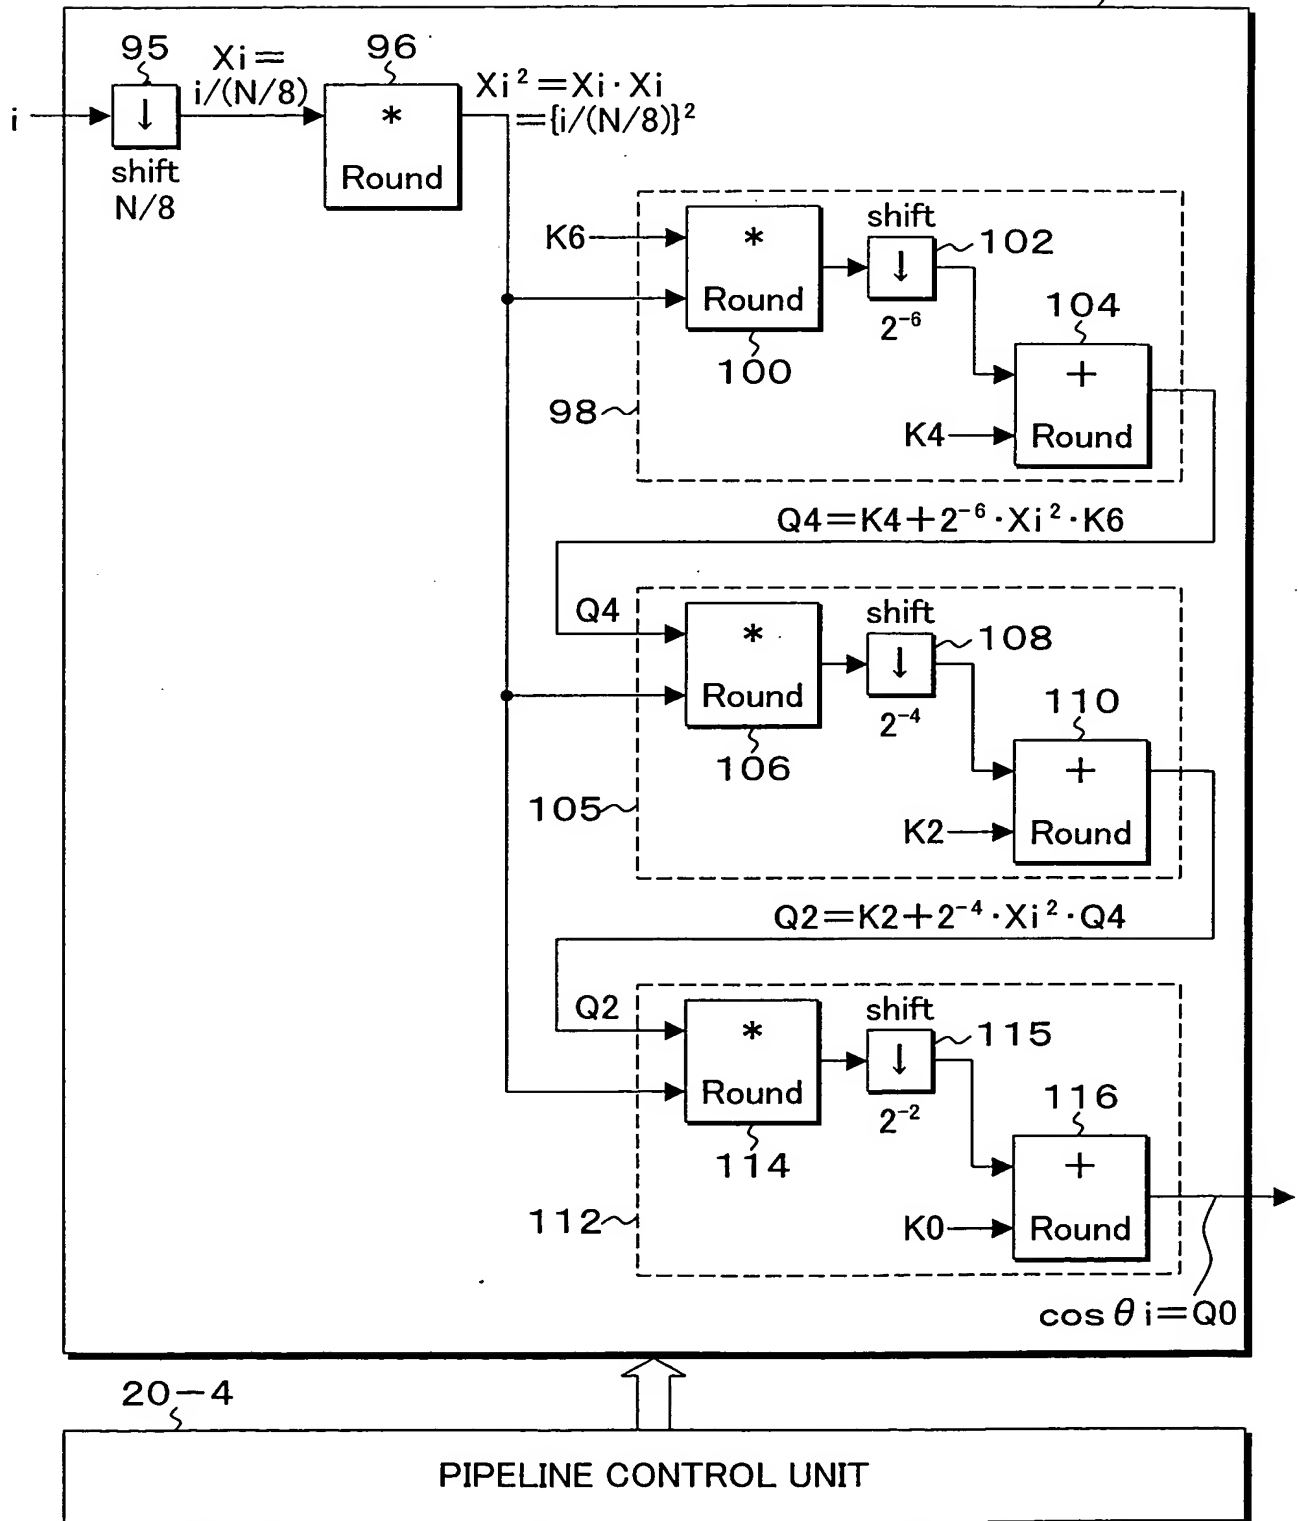 95
Xi=
i/(N/8)
96
Xi²=Xi·Xi
={i/(N/8)}²
i
↓
shift
N/8
*
Round
K6
*
Round
100
shift
↓
2⁻⁶
102
104
+
Round
K4
98
Q4=K4+2⁻⁶·Xi²·K6
Q4
*
Round
106
shift
↓
2⁻⁴
108
110
+
Round
K2
105
Q2=K2+2⁻⁴·Xi²·Q4
Q2
*
Round
114
shift
↓
2⁻²
115
116
+
Round
K0
112
cos θ i=Q0
20-4
PIPELINE CONTROL UNIT